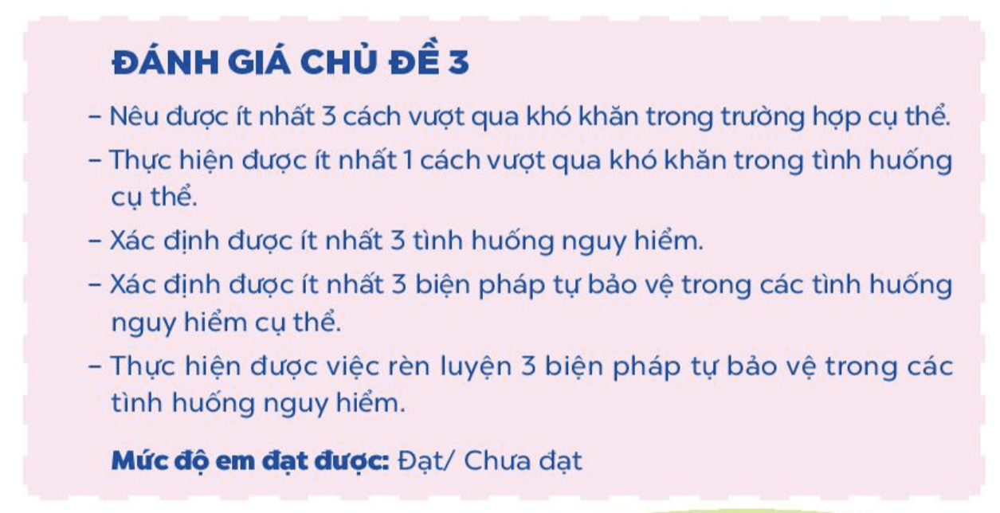 ĐÁNH GIÁ CHỦ ĐỀ 3
– Nêu được ít nhất 3 cách vượt qua khó khăn trong trường hợp cụ thể.
– Thực hiện được ít nhất 1 cách vượt qua khó khăn trong tình huống
cụ thể.
– Xác định được ít nhất 3 tình huống nguy hiểm.
– Xác định được ít nhất 3 biện pháp tự bảo vệ trong các tình huống
nguy hiểm cụ thể.
– Thực hiện được việc rèn luyện 3 biện pháp tự bảo vệ trong các
tình huống nguy hiểm.
Mức độ em đạt được: Đạt/ Chưa đạt